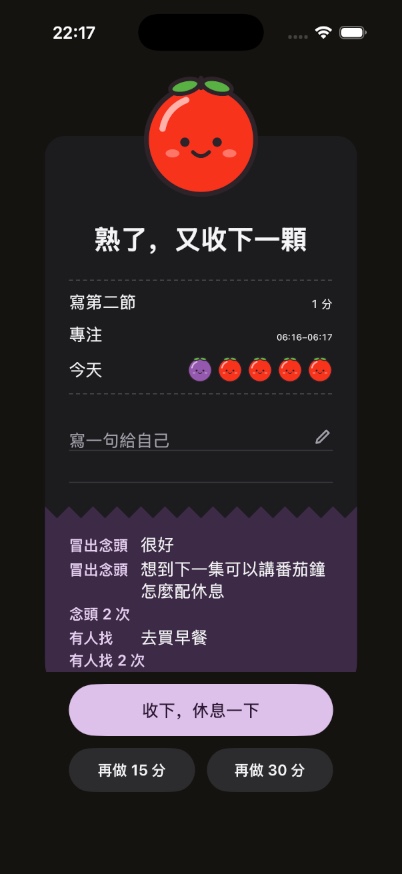 22:17
熟了，又收下一顆
寫第二節 1 分
專注 06:16–06:17
今天
寫一句給自己
冒出念頭 很好
冒出念頭 想到下一集可以講番茄鐘
怎麼配休息
念頭 2 次
有人找 去買早餐
有人找 2 次
收下，休息一下
再做 15 分 再做 30 分